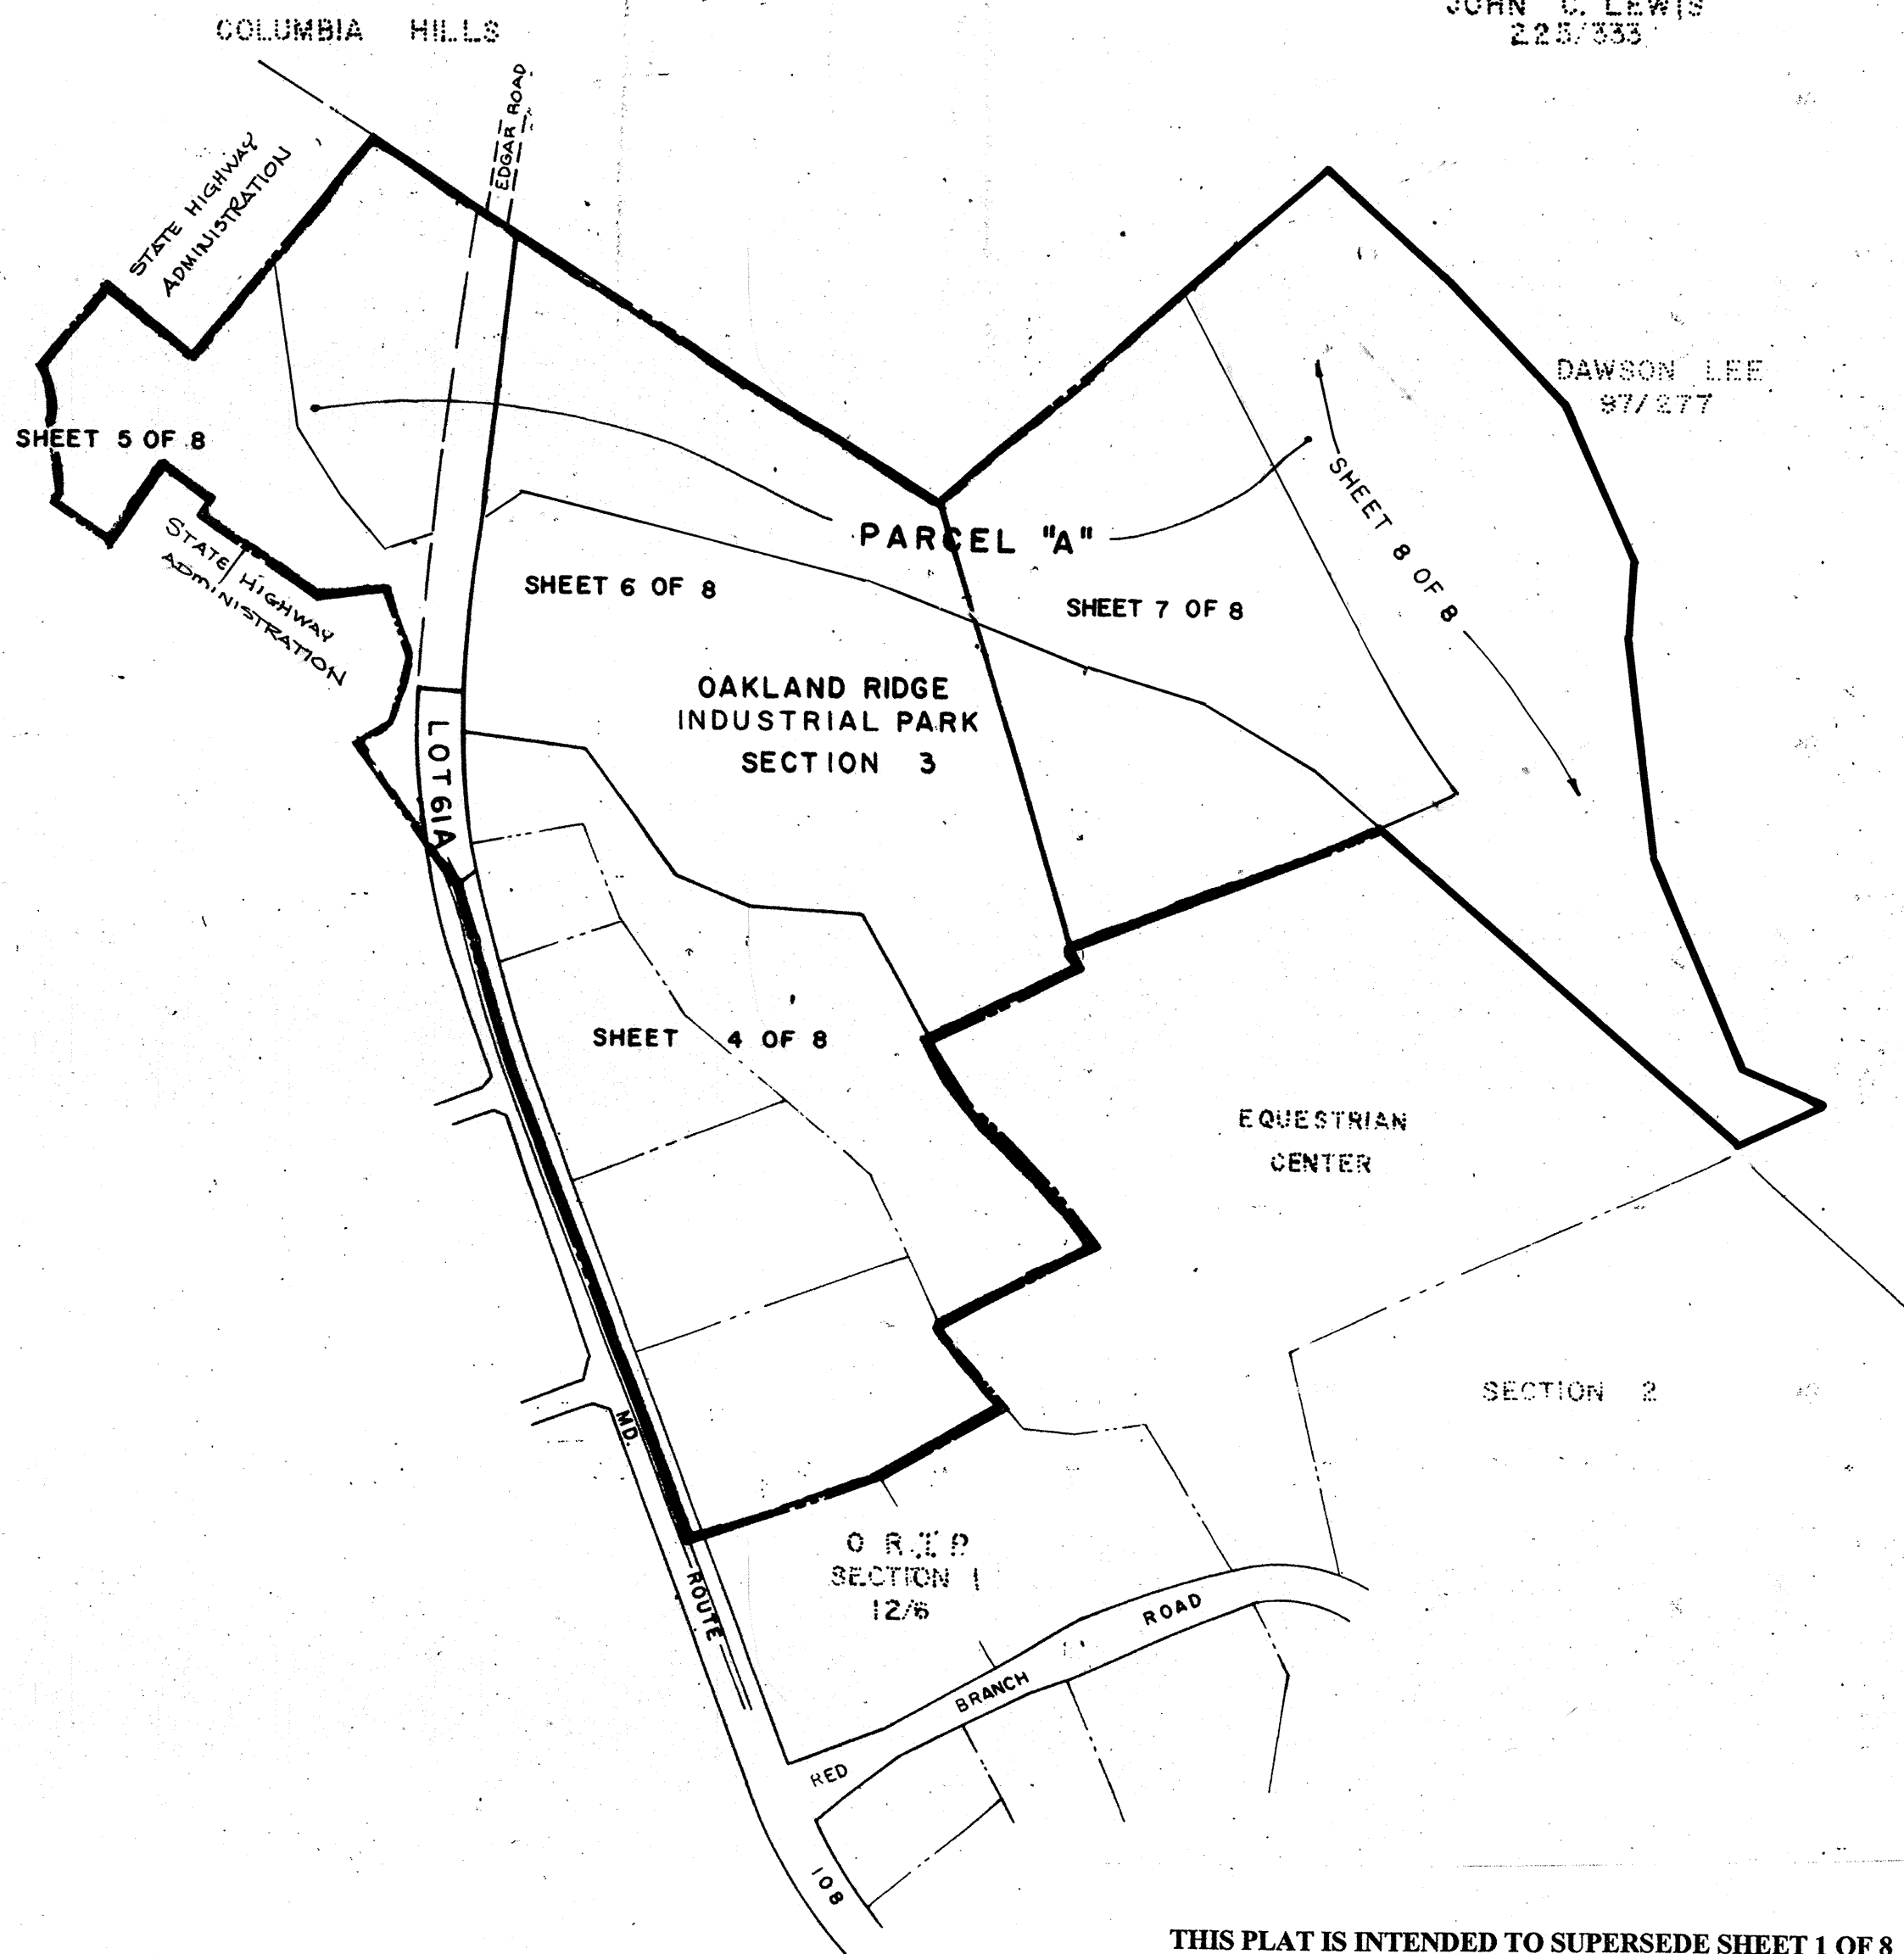 COLUMBIA HILLS
JOHN C. LEWIS
225/333
EDGAR ROAD
STATE HIGHWAY
ADMINISTRATION
DAWSON LEE
97/277
SHEET 5 OF 8
SHEET 8 OF 8
PARCEL "A"
STATE HIGHWAY
ADMINISTRATION
SHEET 6 OF 8
SHEET 7 OF 8
OAKLAND RIDGE
INDUSTRIAL PARK
SECTION 3
LOT 61A
SHEET 4 OF 8
EQUESTRIAN
CENTER
SECTION 2
MD. ROUTE 108
O R.I.P
SECTION 1
12/6
RED BRANCH ROAD
THIS PLAT IS INTENDED TO SUPERSEDE SHEET 1 OF 8